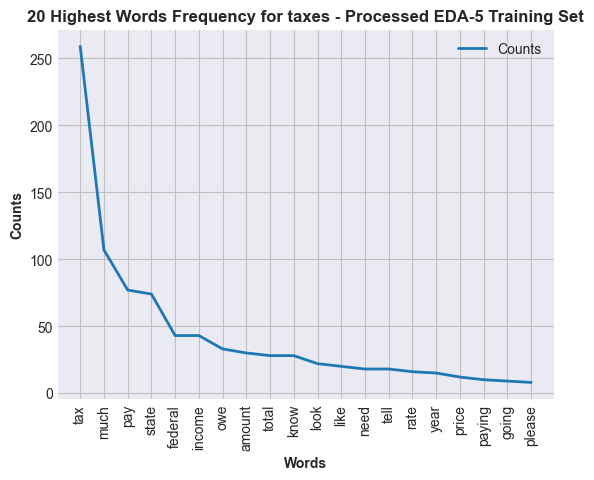 20 Highest Words Frequency for taxes - Processed EDA-5 Training Set
Counts
250
200
150
100
50
0
Counts
tax
much
pay
state
federal
income
owe
amount
total
know
look
like
need
tell
rate
year
price
paying
going
please
Words